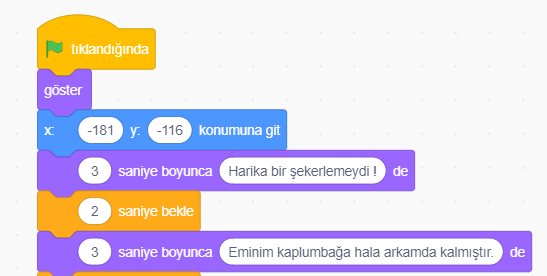 tıklandığında
göster
x: -181 y: -116 konumuna git
3 saniye boyunca Harika bir şekerlemeydi ! de
2 saniye bekle
3 saniye boyunca Eminim kaplumbağa hala arkamda kalmıştır. de